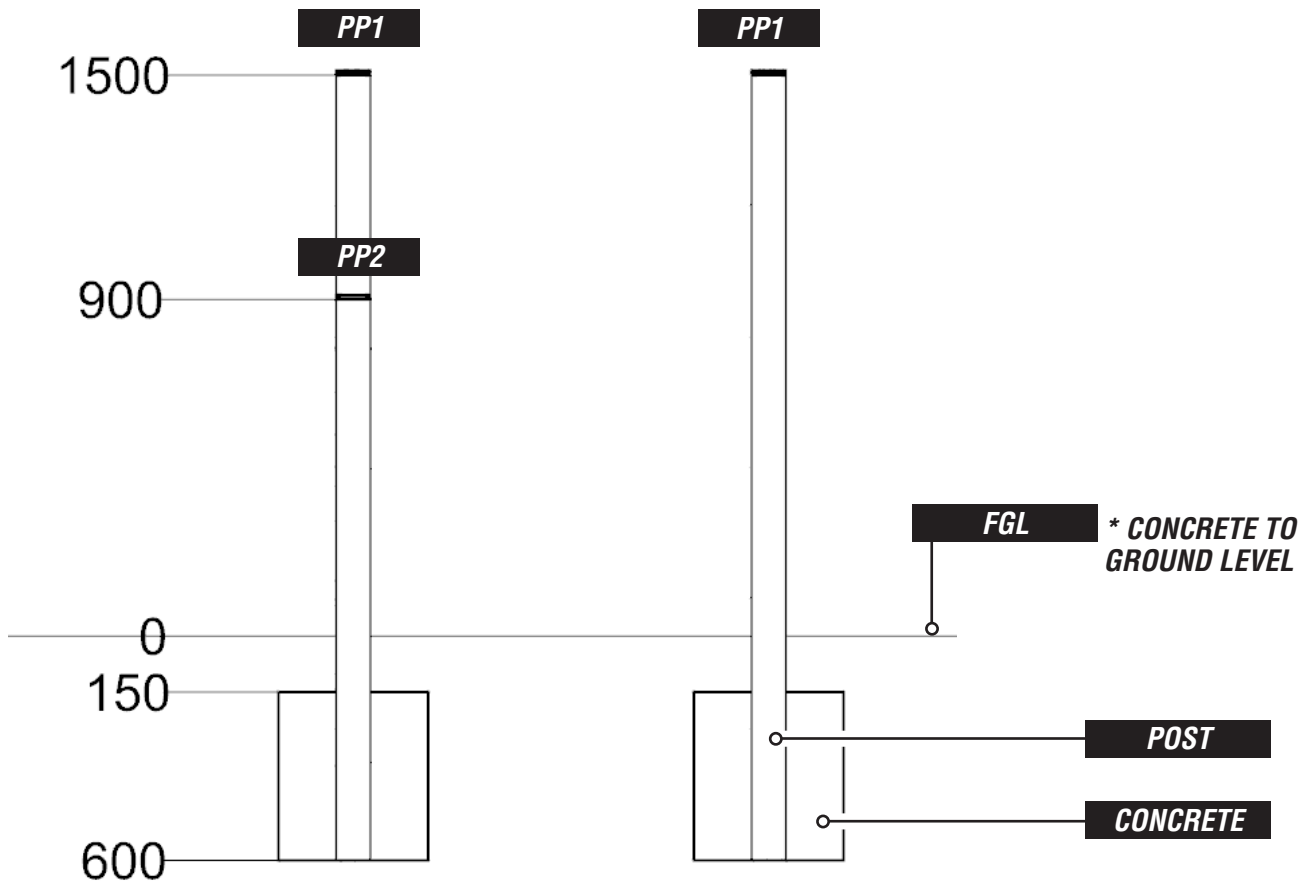 PP1
PP1
1500
PP2
900
FGL
* CONCRETE TO
GROUND LEVEL
0
150
POST
CONCRETE
600